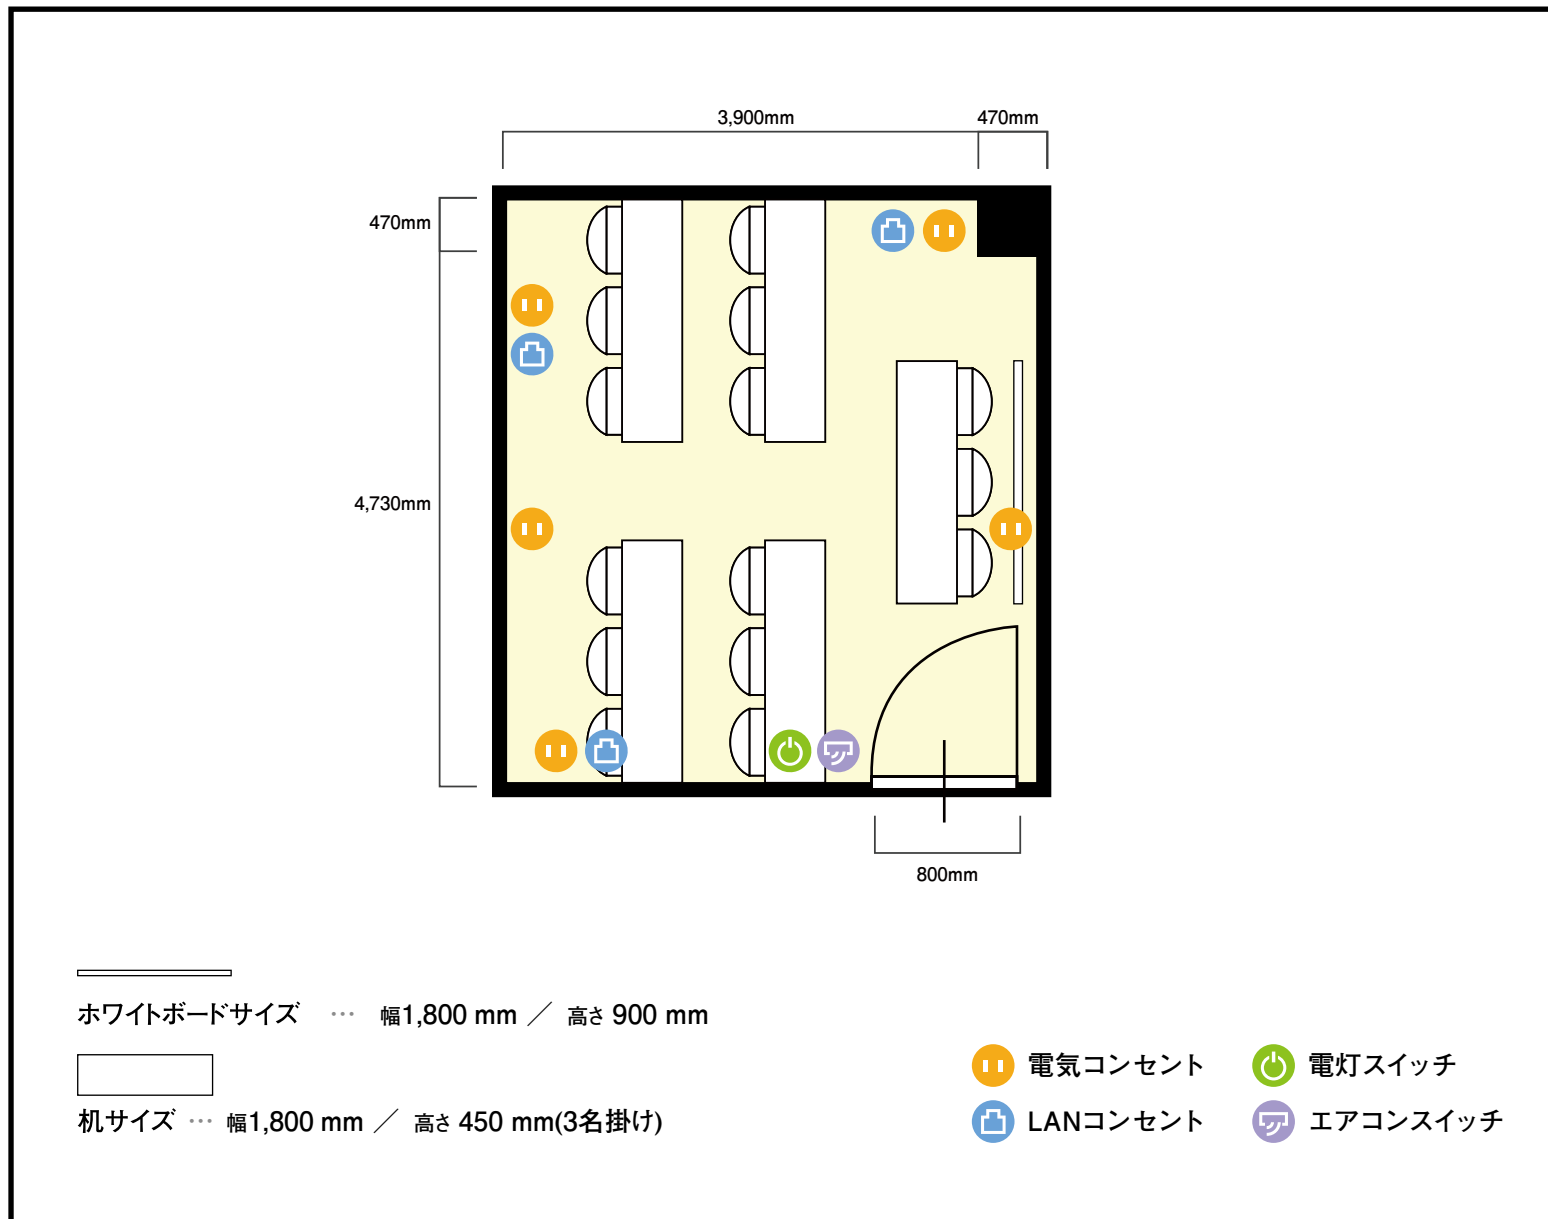 3,900mm
470mm
470mm
4,730mm
800mm
ホワイトボードサイズ … 幅1,800 mm ／ 高さ 900 mm
机サイズ … 幅1,800 mm ／ 高さ 450 mm(3名掛け)
電気コンセント
電灯スイッチ
LANコンセント
エアコンスイッチ